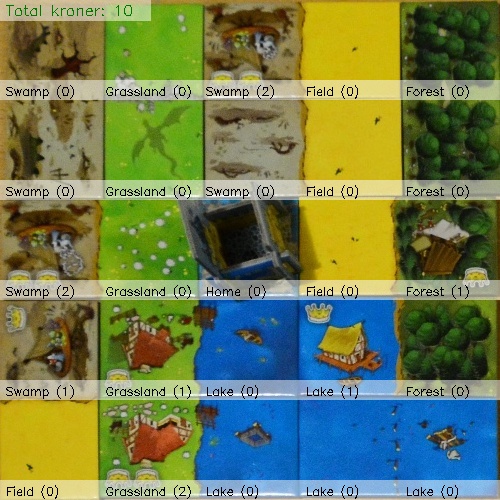 Total kroner: 10
Swamp (0) Grassland (0) Swamp (2) Field (0) Forest (0)
Swamp (0) Grassland (0) Swamp (0) Field (0) Forest (0)
Swamp (2) Grassland (0) Home (0) Field (0) Forest (1)
Swamp (1) Grassland (1) Lake (0) Lake (1) Forest (0)
Field (0) Grassland (2) Lake (0) Lake (0) Lake (0)